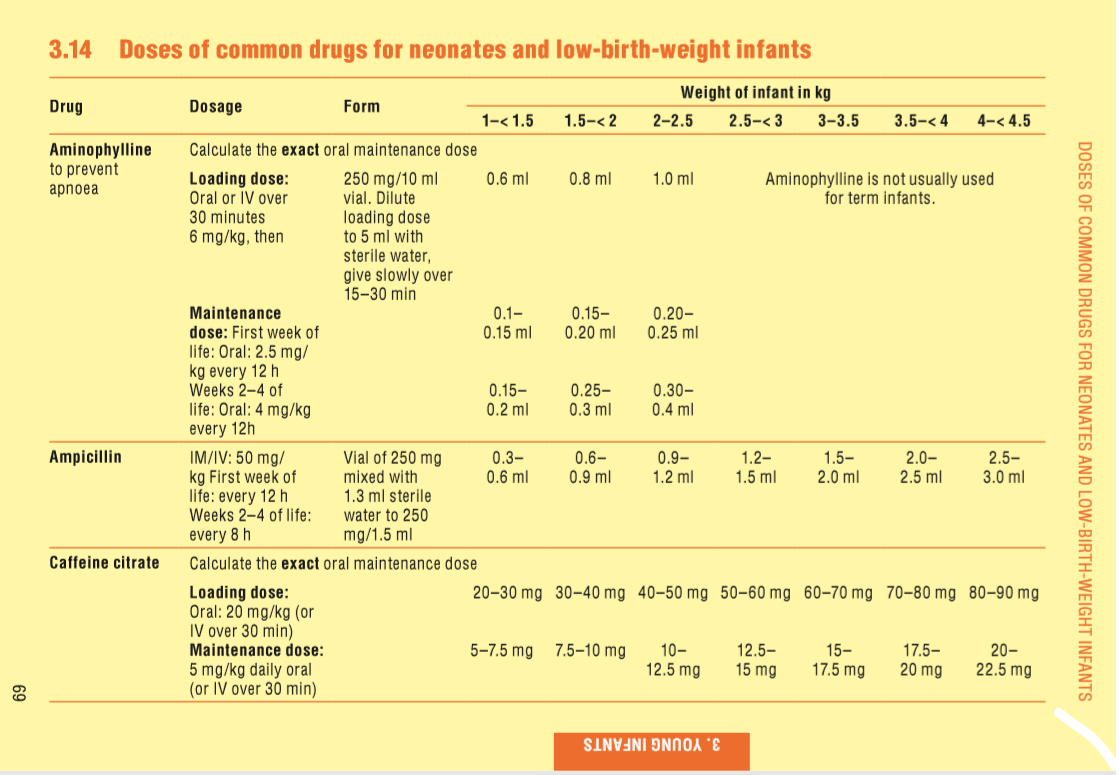 3.14 Doses of common drugs for neonates and low-birth-weight infants
Weight of infant in kg
Drug Dosage Form
1–< 1.5 1.5–< 2 2–2.5 2.5–< 3 3–3.5 3.5–< 4 4–< 4.5
Aminophylline
to prevent
apnoea
Calculate the exact oral maintenance dose
Loading dose:
Oral or IV over
30 minutes
6 mg/kg, then
250 mg/10 ml
vial. Dilute
loading dose
to 5 ml with
sterile water,
give slowly over
15–30 min
0.6 ml 0.8 ml 1.0 ml
Aminophylline is not usually used
for term infants.
Maintenance
dose: First week of
life: Oral: 2.5 mg/
kg every 12 h
0.1– 0.15– 0.20–
0.15 ml 0.20 ml 0.25 ml
Weeks 2–4 of
life: Oral: 4 mg/kg
every 12h
0.15– 0.25– 0.30–
0.2 ml 0.3 ml 0.4 ml
Ampicillin
IM/IV: 50 mg/
kg First week of
life: every 12 h
Weeks 2–4 of life:
every 8 h
Vial of 250 mg
mixed with
1.3 ml sterile
water to 250
mg/1.5 ml
0.3– 0.6– 0.9– 1.2– 1.5– 2.0– 2.5–
0.6 ml 0.9 ml 1.2 ml 1.5 ml 2.0 ml 2.5 ml 3.0 ml
Caffeine citrate
Calculate the exact oral maintenance dose
Loading dose:
Oral: 20 mg/kg (or
IV over 30 min)
20–30 mg 30–40 mg 40–50 mg 50–60 mg 60–70 mg 70–80 mg 80–90 mg
Maintenance dose:
5 mg/kg daily oral
(or IV over 30 min)
5–7.5 mg 7.5–10 mg 10– 12.5– 15– 17.5– 20–
12.5 mg 15 mg 17.5 mg 20 mg 22.5 mg
DOSES OF COMMON DRUGS FOR NEONATES AND LOW-BIRTH-WEIGHT INFANTS
69
3. YOUNG INFANTS